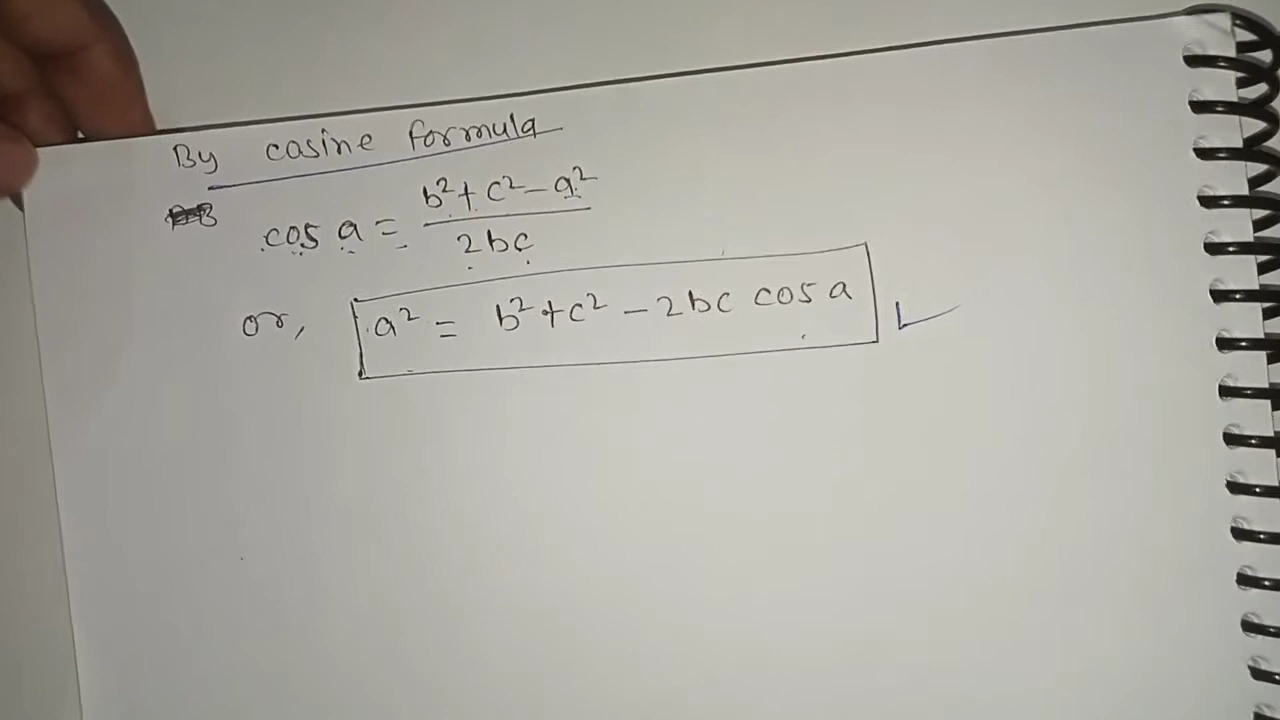 By cosine formula
cos a = b²+c²-a² / 2bc
or, a² = b²+c² - 2bc cos a